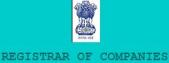 REGISTRAR OF COMPANIES